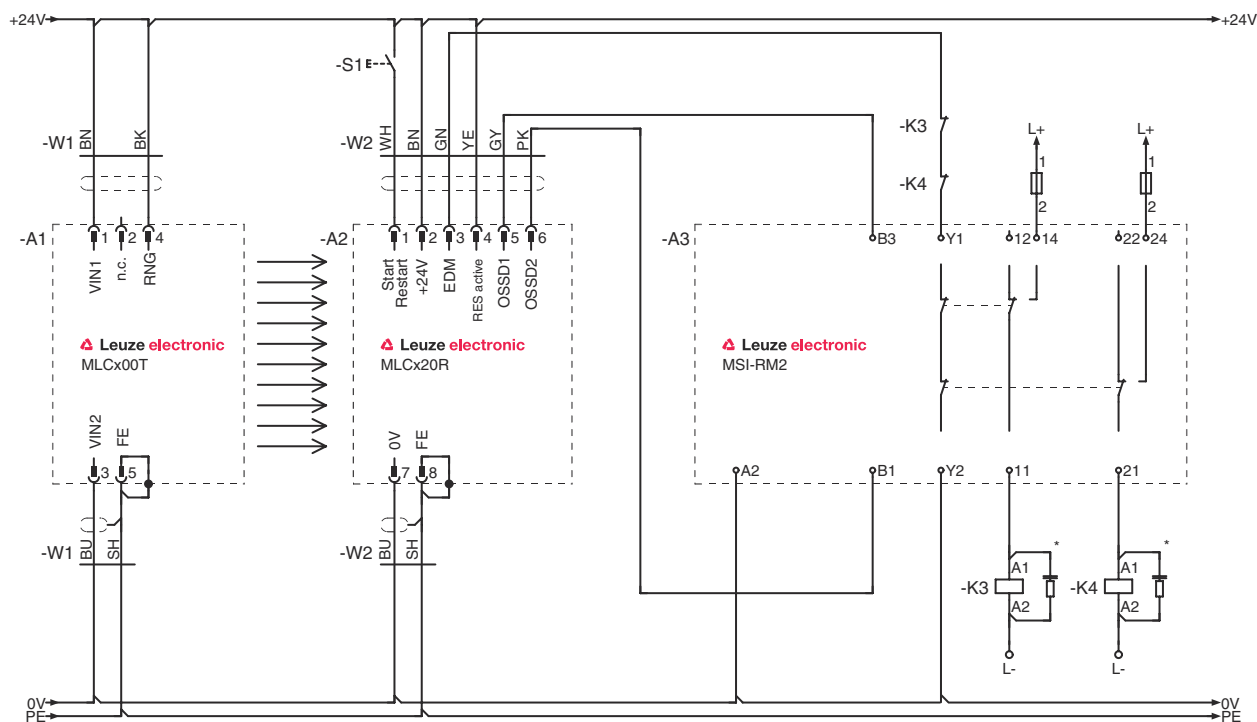 +24V
+24V
-S1
-W1
BN
BK
-W2
WH
BN
GN
YE
GY
PK
-K3
-K4
L+
1
2
L+
1
2
-A1
1
2
4
VIN1
n.c.
RNG
-A2
1
2
3
4
5
6
Start
Restart
+24V
EDM
RES active
OSSD1
OSSD2
-A3
B3
Y1
12
14
22
24
Leuze electronic
MLCx00T
Leuze electronic
MLCx20R
Leuze electronic
MSI-RM2
VIN2
FE
3
5
0V
FE
7
8
A2
B1
Y2
11
21
-W1
BU
SH
-W2
BU
SH
-K3
A1
A2
*
L-
-K4
A1
A2
*
L-
0V
0V
PE
PE